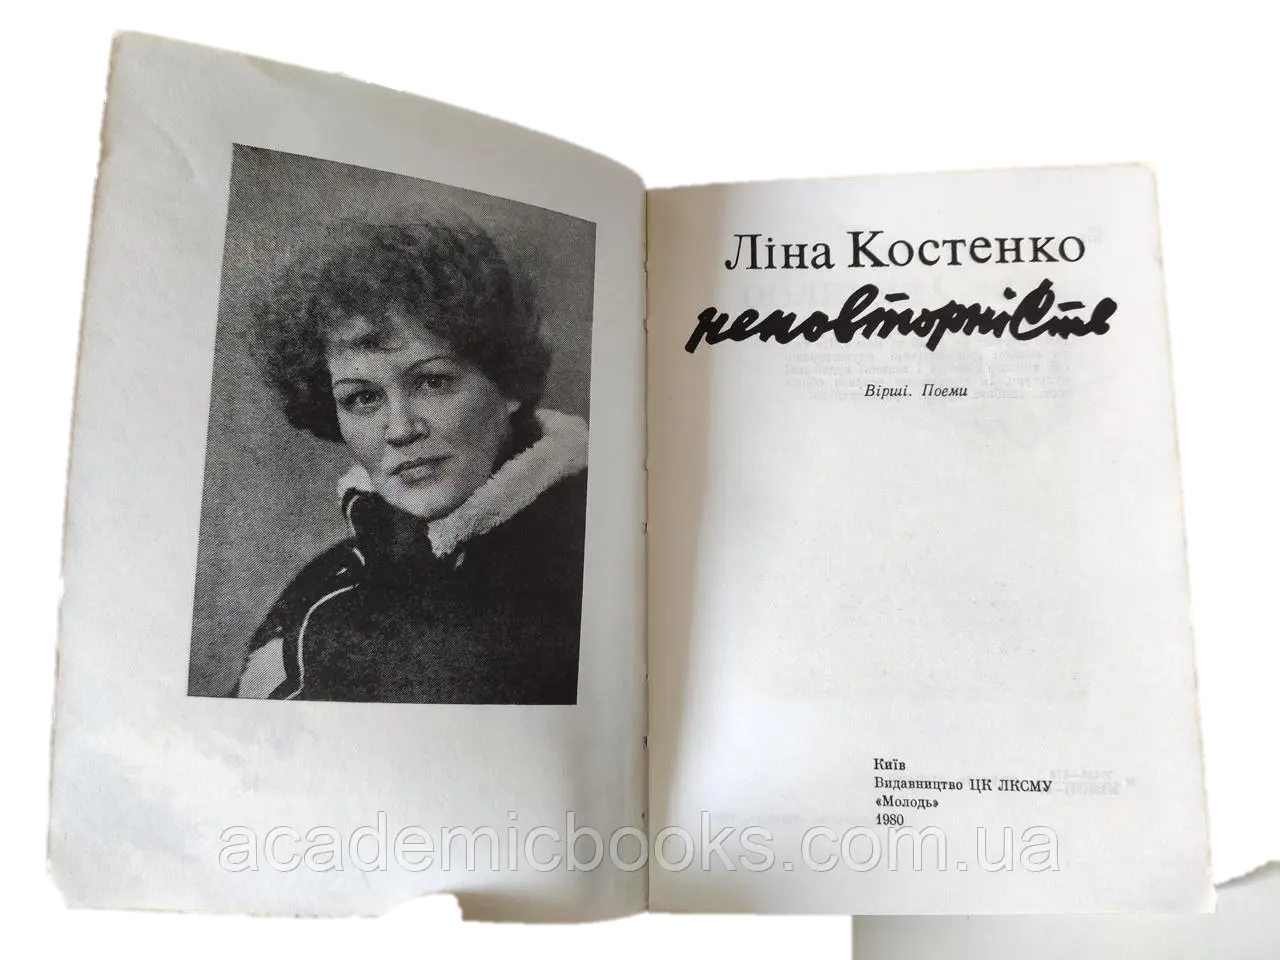 Ліна Костенко
неповторність
Вірші. Поеми
Київ
Видавництво ЦК ЛКСМУ
«Молодь»
1980
academicbooks.com.ua